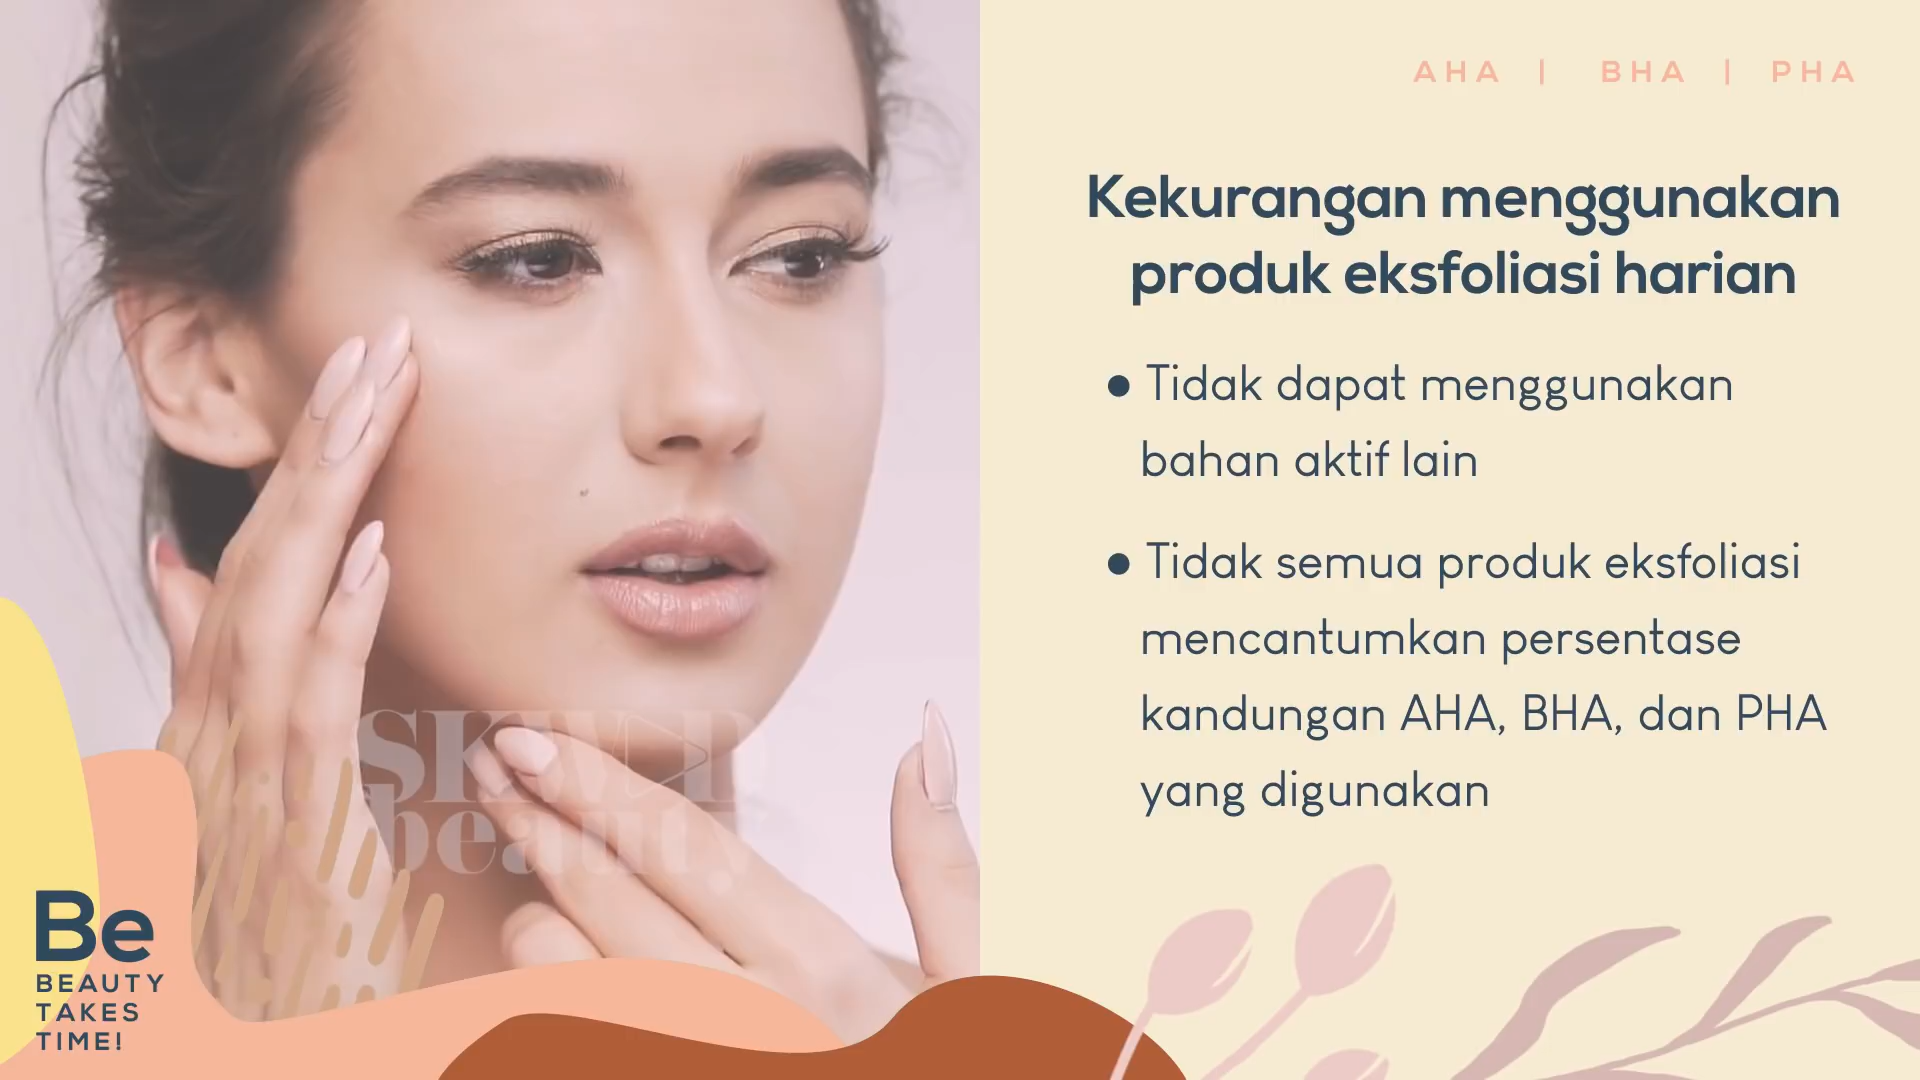 AHA | BHA | PHA
Kekurangan menggunakan
produk eksfoliasi harian
● Tidak dapat menggunakan
bahan aktif lain
● Tidak semua produk eksfoliasi
mencantumkan persentase
kandungan AHA, BHA, dan PHA
yang digunakan
beauty
Be
BEAUTY
TAKES
TIME!